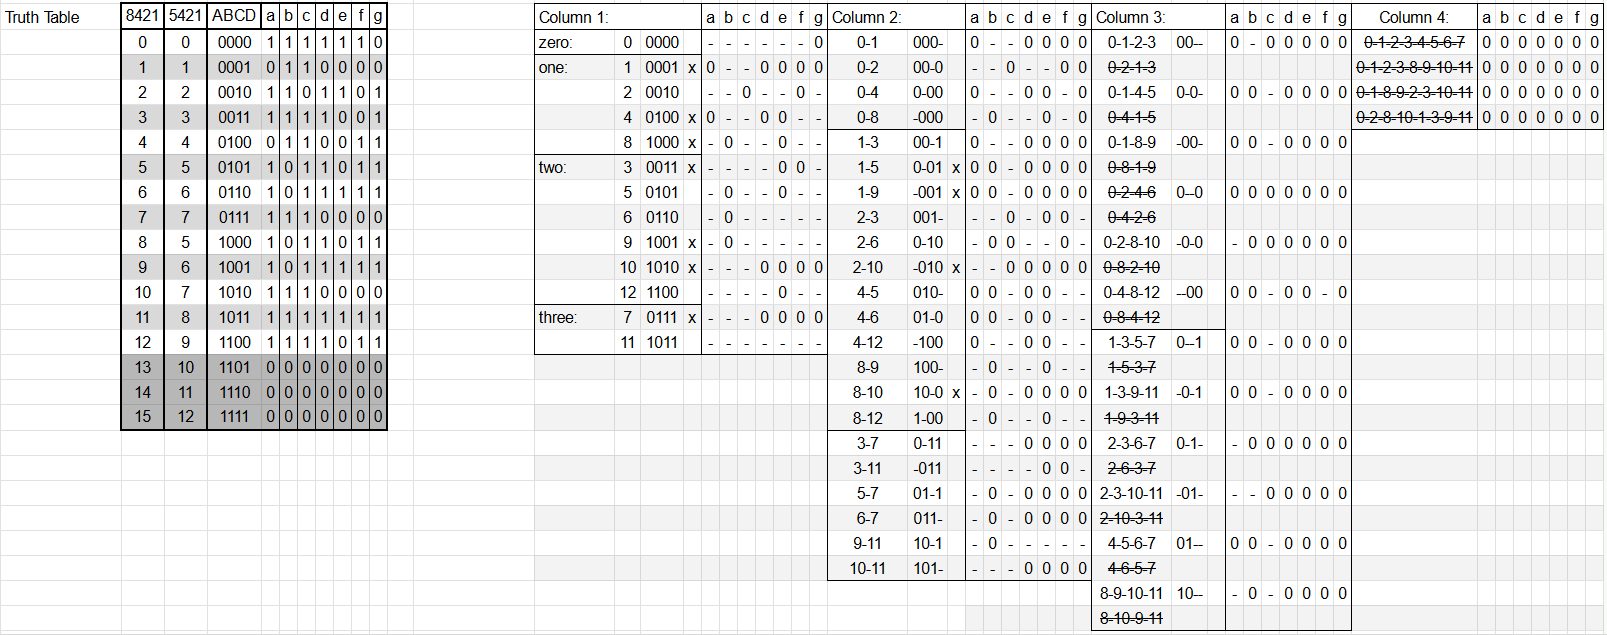 Truth Table 8421 5421 ABCD a b c d e f g Column 1: a b c d e f g Column 2: a b c d e f g Column 3: a b c d e f g Column 4: a b c d e f g
0 0 0000 1 1 1 1 1 1 0 zero: 0 0000 - - - - - - 0 0-1 000- 0 - - 0 0 0 0 0-1-2-3 00-- 0 - 0 0 0 0 0 0-1-2-3-4-5-6-7 0 0 0 0 0 0 0
1 1 0001 0 1 1 0 0 0 0 one: 1 0001 x 0 - - 0 0 0 0 0-2 00-0 - - 0 - - 0 0 0-2-1-3 0-1-2-3-8-9-10-11 0 0 0 0 0 0 0
2 2 0010 1 1 0 1 1 0 1 2 0010 - - 0 - - 0 - 0-4 0-00 0 - - 0 0 - 0 0-1-4-5 0-0- 0 0 - 0 0 0 0 0-1-8-9-2-3-10-11 0 0 0 0 0 0 0
3 3 0011 1 1 1 1 0 0 1 4 0100 x 0 - - 0 0 - - 0-8 -000 - 0 - - 0 - 0 0-4-1-5 0-2-8-10-1-3-9-11 0 0 0 0 0 0 0
4 4 0100 0 1 1 0 0 1 1 8 1000 x - 0 - - 0 - - 1-3 00-1 0 - - 0 0 0 0 0-1-8-9 -00- 0 0 - 0 0 0 0
5 5 0101 1 0 1 1 0 1 1 two: 3 0011 x - - - - 0 0 - 1-5 0-01 x 0 0 - 0 0 0 0 0-8-1-9
6 6 0110 1 0 1 1 1 1 1 5 0101 - 0 - - 0 - - 1-9 -001 x 0 0 - 0 0 0 0 0-2-4-6 0--0 0 0 0 0 0 0 0
7 7 0111 1 1 1 0 0 0 0 6 0110 - 0 - - - - - 2-3 001- - - 0 - 0 0 - 0-4-2-6
8 5 1000 1 0 1 1 0 1 1 9 1001 x - 0 - - - - - 2-6 0-10 - 0 0 - - 0 - 0-2-8-10 -0-0 - 0 0 0 0 0 0
9 6 1001 1 0 1 1 1 1 1 10 1010 x - - - 0 0 0 0 2-10 -010 x - - 0 0 0 0 0 0-8-2-10
10 7 1010 1 1 1 0 0 0 0 12 1100 - - - - 0 - - 4-5 010- 0 0 - 0 0 - - 0-4-8-12 --00 0 0 - 0 0 - 0
11 8 1011 1 1 1 1 1 1 1 three: 7 0111 x - - - 0 0 0 0 4-6 01-0 0 0 - 0 0 - - 0-8-4-12
12 9 1100 1 1 1 1 0 1 1 11 1011 - - - - - - - 4-12 -100 0 - - 0 0 - - 1-3-5-7 0--1 0 0 - 0 0 0 0
13 10 1101 0 0 0 0 0 0 0 8-9 100- - 0 - - 0 - - 1-5-3-7
14 11 1110 0 0 0 0 0 0 0 8-10 10-0 x - 0 - 0 0 0 0 1-3-9-11 -0-1 0 0 - 0 0 0 0
15 12 1111 0 0 0 0 0 0 0 8-12 1-00 - 0 - - 0 - - 1-9-3-11
3-7 0-11 - - - 0 0 0 0 2-3-6-7 0-1- - 0 0 0 0 0 0
3-11 -011 - - - - 0 0 - 2-6-3-7
5-7 01-1 - 0 - 0 0 0 0 2-3-10-11 -01- - - 0 0 0 0 0
6-7 011- - 0 - 0 0 0 0 2-10-3-11
9-11 10-1 - 0 - - - - - 4-5-6-7 01-- 0 0 - 0 0 0 0
10-11 101- - - - 0 0 0 0 4-6-5-7
8-9-10-11 10-- - 0 - 0 0 0 0
8-10-9-11